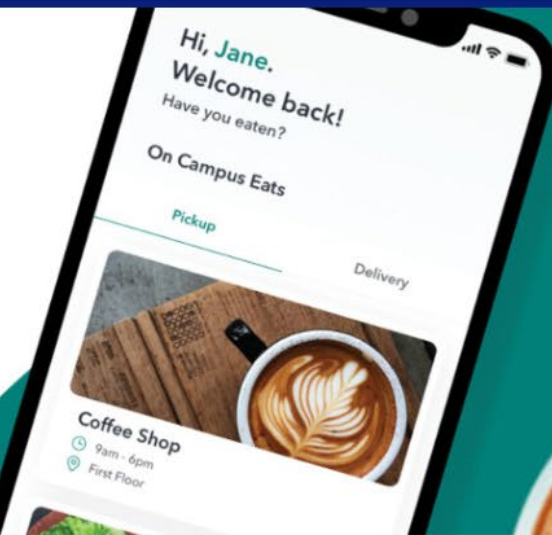 Hi, Jane.
Welcome back!
Have you eaten?
On Campus Eats
Pickup
Delivery
Coffee Shop
9am - 6pm
First Floor